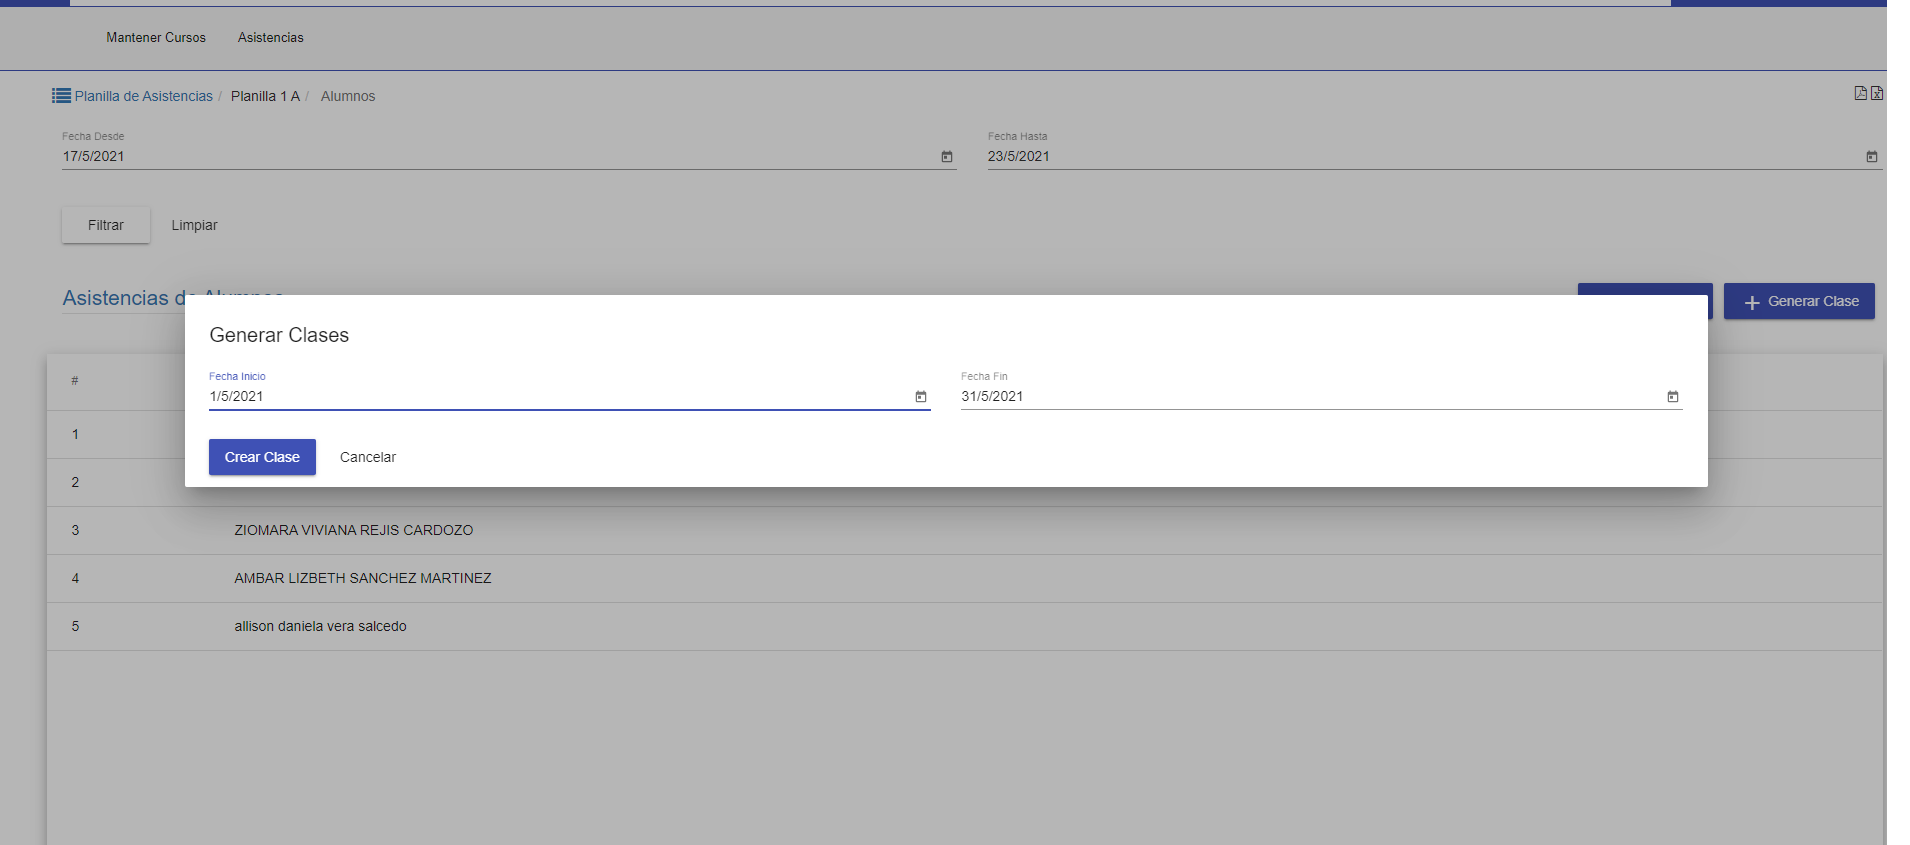 Mantener Cursos Asistencias
Planilla de Asistencias / Planilla 1 A / Alumnos
Fecha Desde Fecha Hasta
17/5/2021 23/5/2021
Filtrar Limpiar
Asistencias de Alumnos
+ Generar Clase
Generar Clases
Fecha Inicio Fecha Fin
1/5/2021 31/5/2021
Crear Clase Cancelar
#
1
2
3 ZIOMARA VIVIANA REJIS CARDOZO
4 AMBAR LIZBETH SANCHEZ MARTINEZ
5 allison daniela vera salcedo